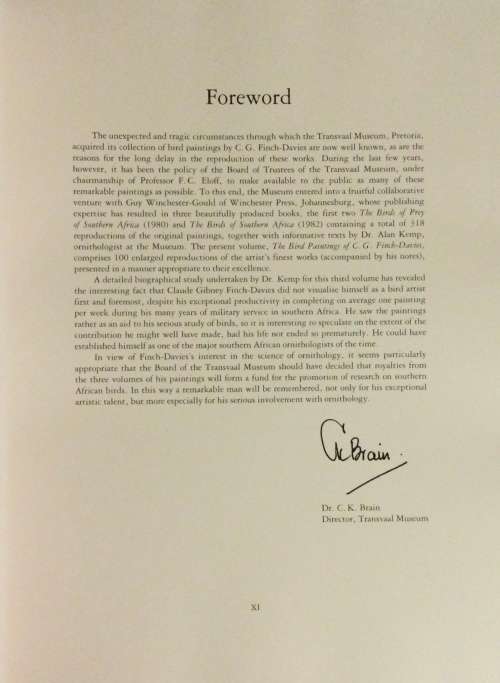 Foreword
The unexpected and tragic circumstances through which the Transvaal Museum, Pretoria,
acquired its collection of bird paintings by C. G. Finch-Davies are now well known, as are the
reasons for the long delay in the reproduction of these works. During the last few years,
however, it has been the policy of the Board of Trustees of the Transvaal Museum, under
chairmanship of Professor F. C. Eloff, to make available to the public as many of these
remarkable paintings as possible. To this end, the Museum entered into a fruitful collaborative
venture with Guy Winchester-Gould of Winchester Press, Johannesburg, whose publishing
expertise has resulted in three beautifully produced books, the first two The Birds of Prey
of Southern Africa (1980) and The Birds of Southern Africa (1982) containing a total of 318
reproductions of the original paintings, together with informative texts by Dr. Alan Kemp,
ornithologist at the Museum. The present volume, The Bird Paintings of C. G. Finch-Davies,
comprises 100 enlarged reproductions of the artist's finest works (accompanied by his notes),
presented in a manner appropriate to their excellence.
A detailed biographical study undertaken by Dr. Kemp for this third volume has revealed
the interesting fact that Claude Gibney Finch-Davies did not visualise himself as a bird artist
first and foremost, despite his exceptional productivity in completing on average one painting
per week during his many years of military service in southern Africa. He saw the paintings
rather as an aid to his serious study of birds, so it is interesting to speculate on the extent of the
contribution he might well have made, had his life not ended so prematurely. He could have
established himself as one of the major southern African ornithologists of the time.
In view of Finch-Davies's interest in the science of ornithology, it seems particularly
appropriate that the Board of the Transvaal Museum should have decided that royalties from
the three volumes of his paintings will form a fund for the promotion of research on southern
African birds. In this way a remarkable man will be remembered, not only for his exceptional
artistic talent, but more especially for his serious involvement with ornithology.
CK Brain.
Dr. C. K. Brain
Director, Transvaal Museum
XI